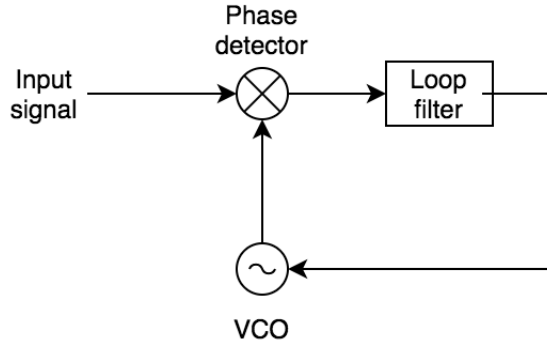 Phase
detector
Input
signal
Loop
filter
VCO